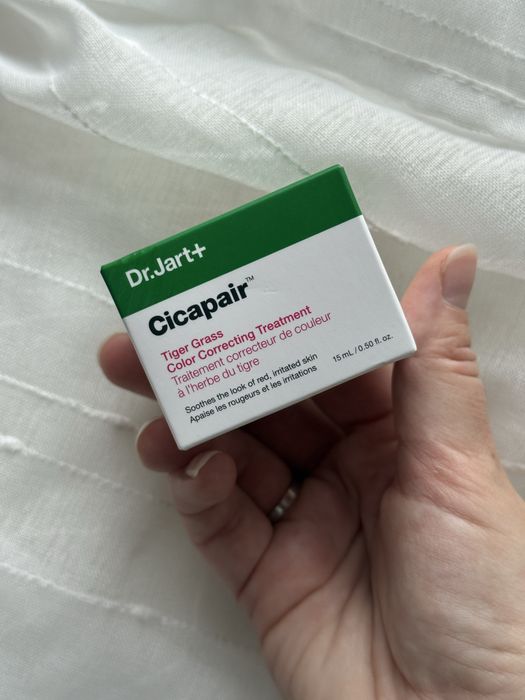 Dr.Jart+
Cicapair™
Tiger Grass
Color Correcting Treatment
Traitement correcteur de couleur
à l'herbe du tigre
Soothes the look of red, irritated skin
Apaise les rougeurs et les irritations
15 mL / 0.50 fl. oz.